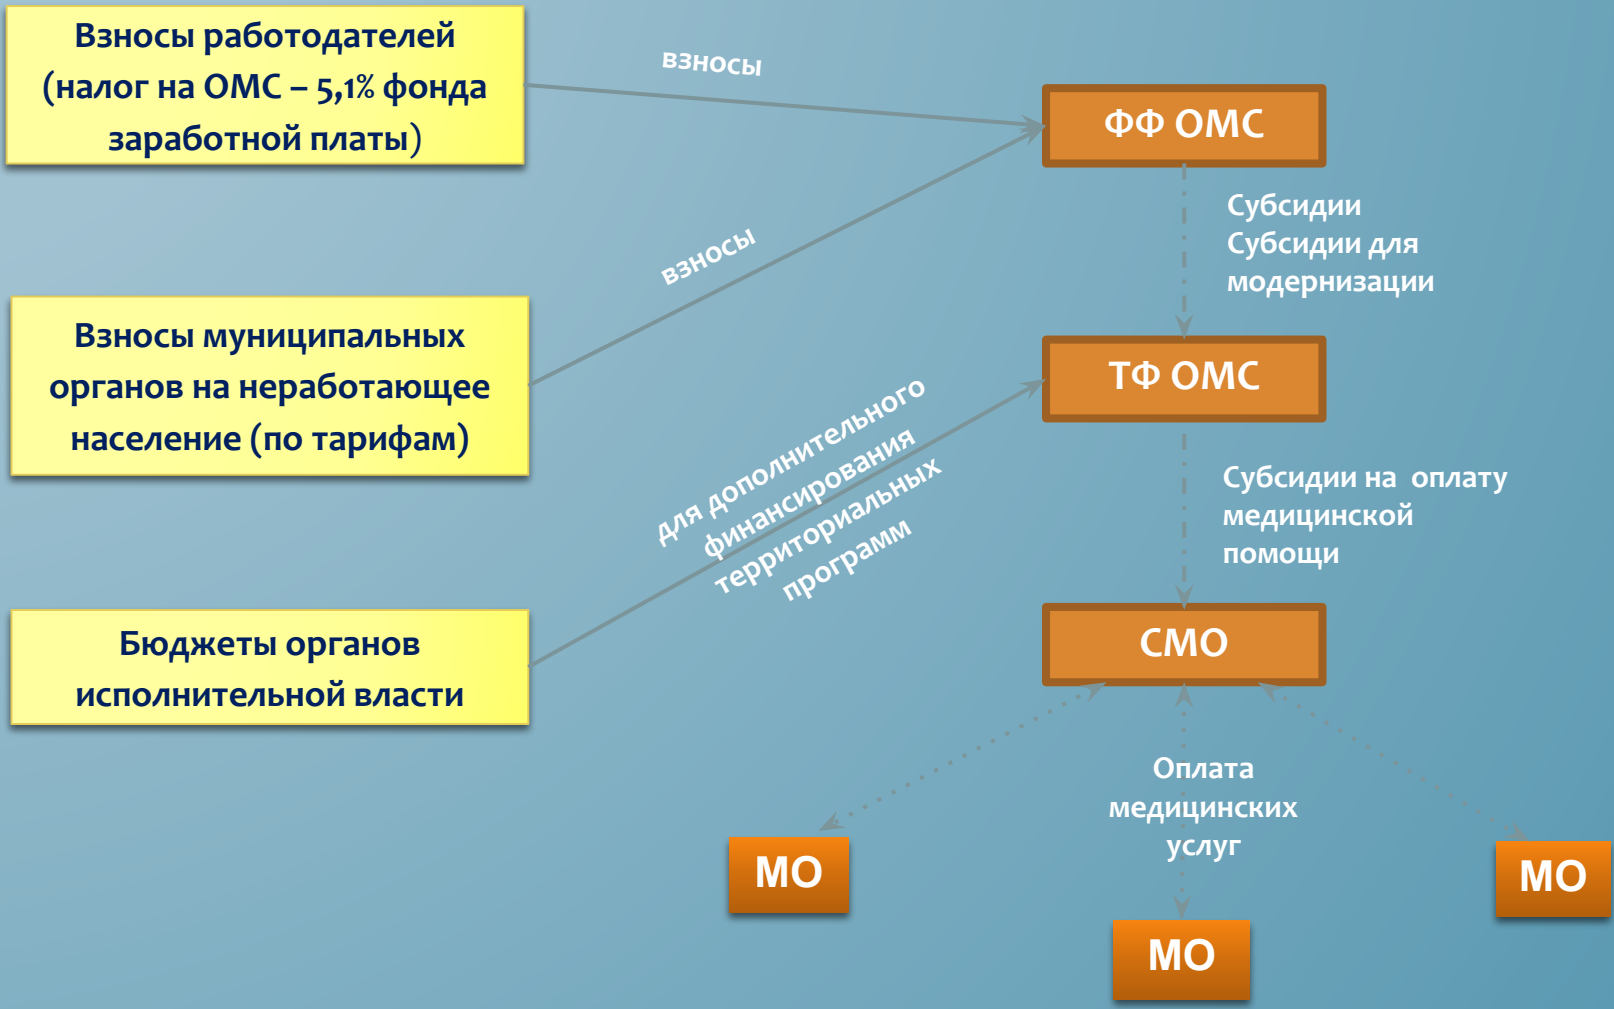 Взносы работодателей
(налог на ОМС – 5,1% фонда
заработной платы)
взносы
ФФ ОМС
Субсидии
Субсидии для
модернизации
взносы
Взносы муниципальных
органов на неработающее
население (по тарифам)
ТФ ОМС
для дополнительного
финансирования
территориальных
программ
Субсидии на  оплату
медицинской
помощи
Бюджеты органов
исполнительной власти
СМО
Оплата
медицинских
услуг
МО
МО
МО